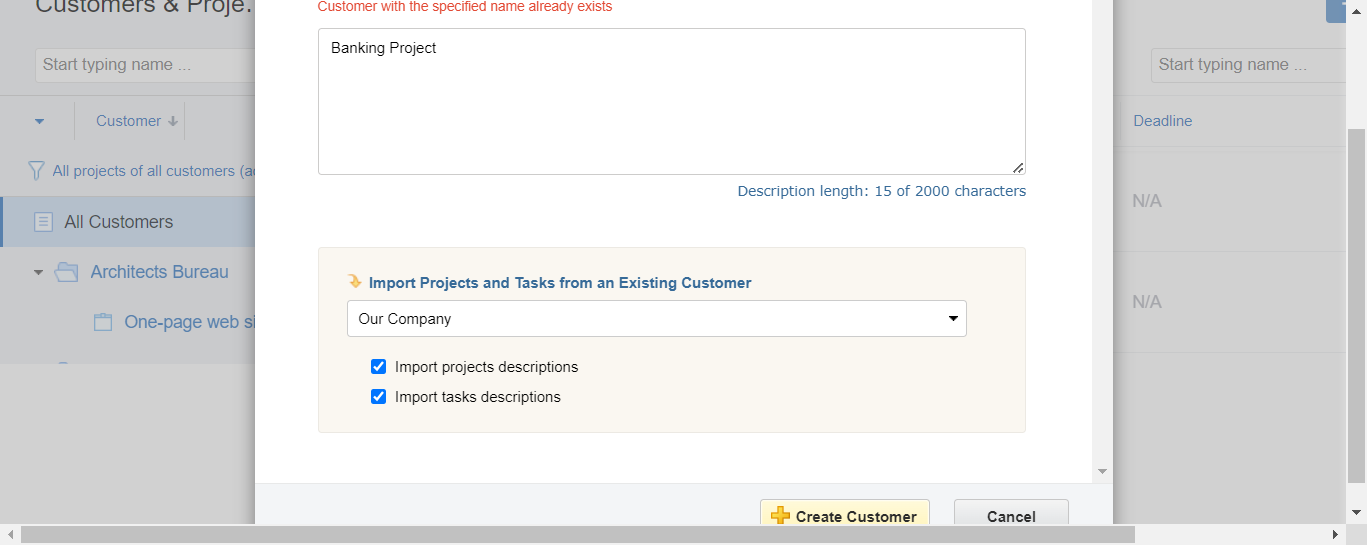 Customers & Proje..
Customer with the specified name already exists
Start typing name ...
Banking Project
Start typing name ...
Customer
Deadline
All projects of all customers (a
Description length: 15 of 2000 characters
N/A
All Customers
Architects Bureau
Import Projects and Tasks from an Existing Customer
N/A
One-page web si
Our Company
Import projects descriptions
Import tasks descriptions
Create Customer
Cancel